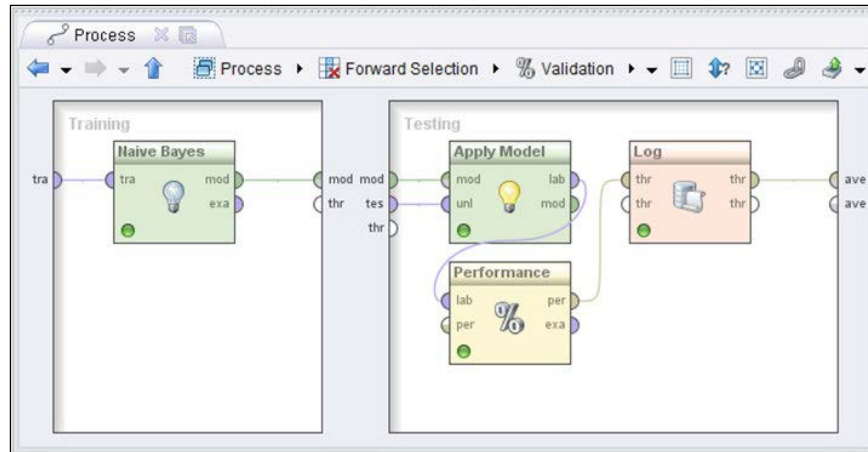 Process
Process Forward Selection Validation
Training
Testing
Naive Bayes
Apply Model
Log
tra
tra
mod
exa
mod
thr
mod
tes
thr
mod
unl
lab
mod
thr
thr
thr
thr
ave
ave
Performance
lab
per
per
exa